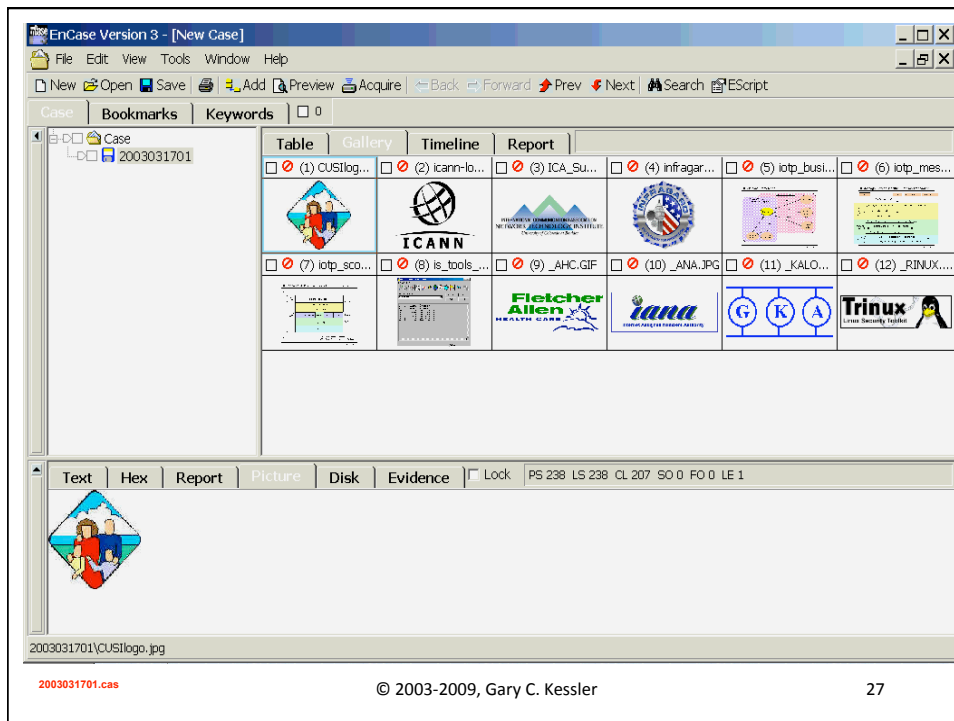 EnCase Version 3 - [New Case]
File Edit View Tools Window Help
New Open Save Add Preview Acquire Back Forward Prev Next Search EScript
Case Bookmarks Keywords 0
Case
2003031701
Table Gallery Timeline Report
(1) CUSIlog... (2) icann-lo... (3) ICA_Su... (4) infragar... (5) iotp_busi... (6) iotp_mes...
ICANN
INFRAGARD
(7) iotp_sco... (8) is_tools_... (9) _AHC.GIF (10) _ANA.JPG (11) _KALO... (12) _RINUX....
Fletcher
Allen
HEALTH CARE
iana
Internet Assigned Numbers Authority
G K A
Trinux
Linux Security Toolkit
Text Hex Report Picture Disk Evidence Lock PS 238 LS 238 CL 207 SO 0 FO 0 LE 1
2003031701\CUSIlogo.jpg
2003031701.cas
© 2003-2009, Gary C. Kessler
27